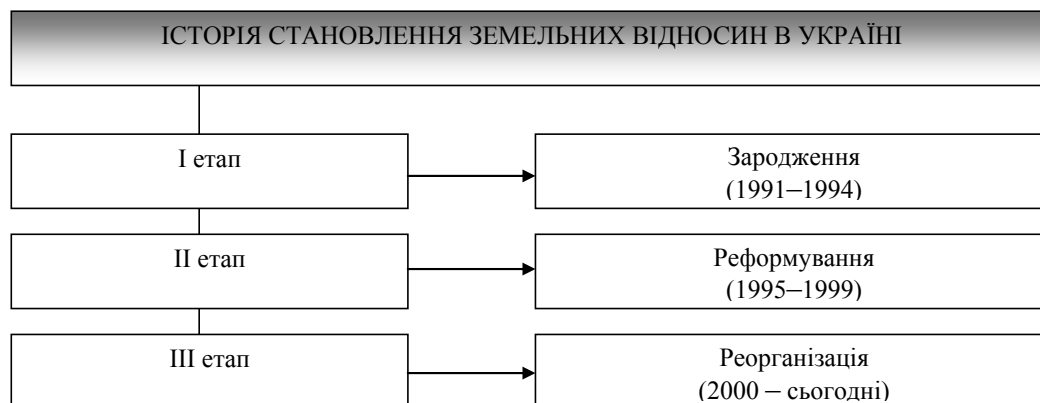 ІСТОРІЯ СТАНОВЛЕННЯ ЗЕМЕЛЬНИХ ВІДНОСИН В УКРАЇНІ
І етап
Зародження
(1991–1994)
ІІ етап
Реформування
(1995–1999)
ІІІ етап
Реорганізація
(2000 – сьогодні)